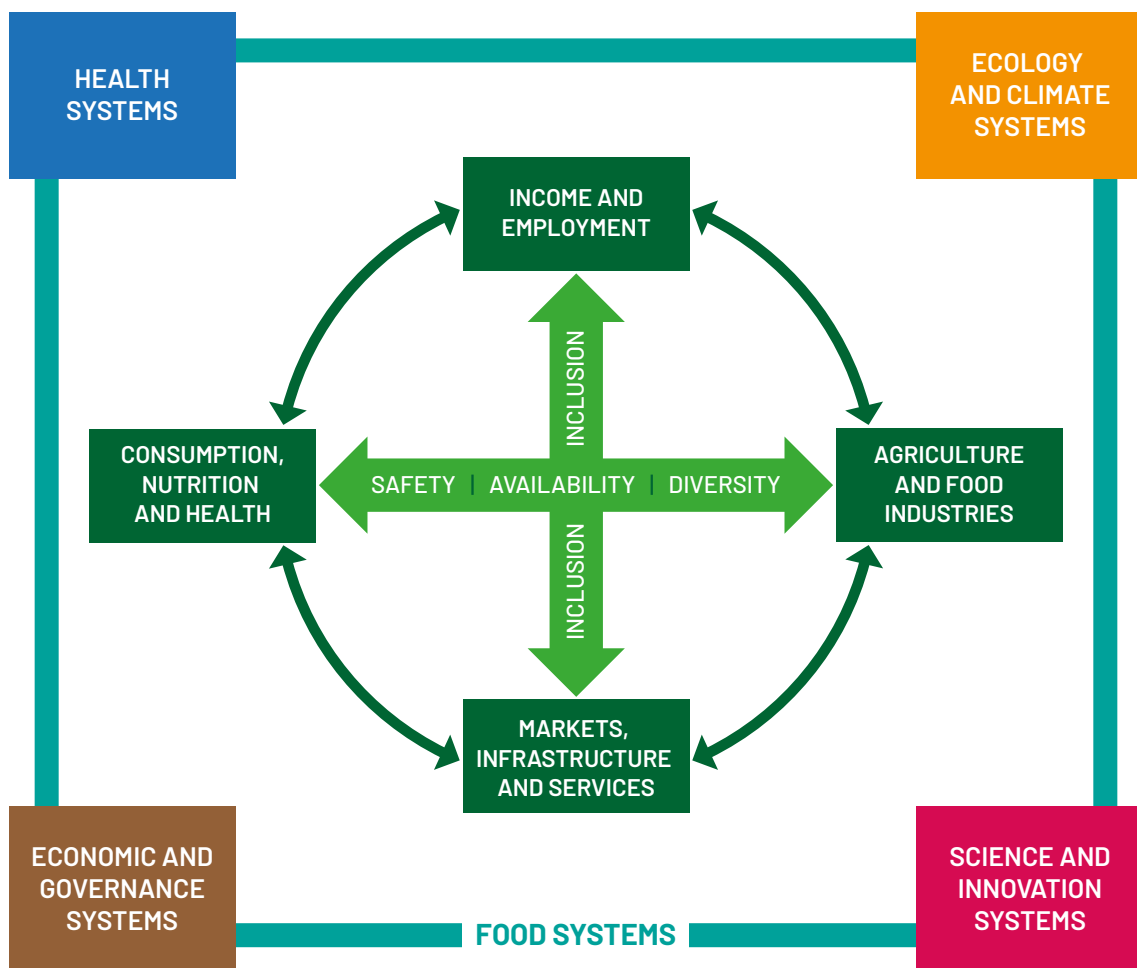 HEALTH
SYSTEMS
ECOLOGY
AND CLIMATE
SYSTEMS
INCOME AND
EMPLOYMENT
INCLUSION
CONSUMPTION,
NUTRITION
AND HEALTH
SAFETY | AVAILABILITY | DIVERSITY
AGRICULTURE
AND FOOD
INDUSTRIES
INCLUSION
MARKETS,
INFRASTRUCTURE
AND SERVICES
ECONOMIC AND
GOVERNANCE
SYSTEMS
FOOD SYSTEMS
SCIENCE AND
INNOVATION
SYSTEMS